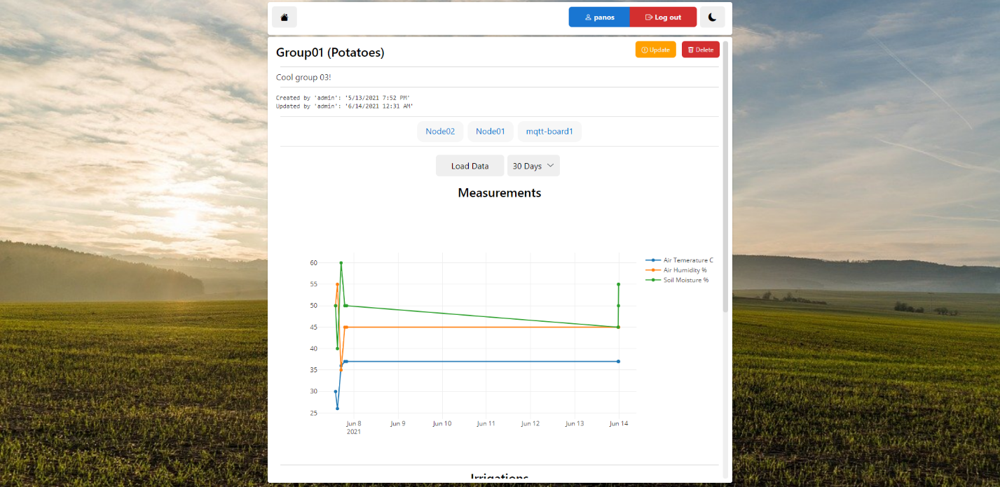 panos
Log out
Group01 (Potatoes)
Update
Delete
Cool group 03!
Created by 'admin': '5/13/2021 7:52 PM'
Updated by 'admin': '6/14/2021 12:31 AM'
Node02
Node01
mqtt-board1
Load Data
30 Days
Measurements
60
55
50
45
40
35
30
25
Jun 8
2021
Jun 9
Jun 10
Jun 11
Jun 12
Jun 13
Jun 14
Air Temerature C
Air Humidity %
Soil Moisture %
Irrigations